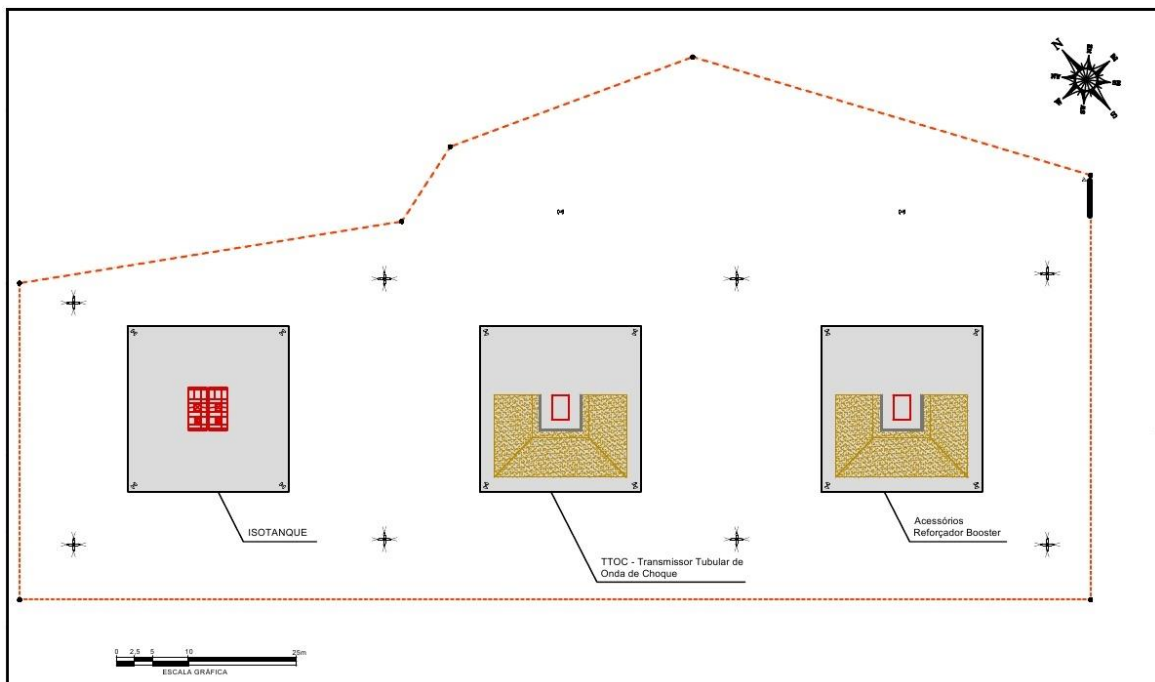 N
ISOTANQUE
TTOC - Transmissor Tubular de
Onda de Choque
Acessórios
Reforçador Booster
0 2,5 5 10 25m
ESCALA GRÁFICA